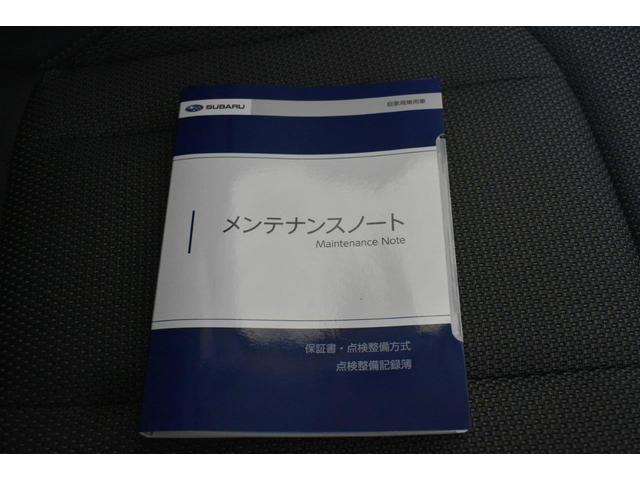 SUBARU
自家用乗用車
メンテナンスノート
Maintenance Note
保証書・点検整備方式
点検整備記録簿